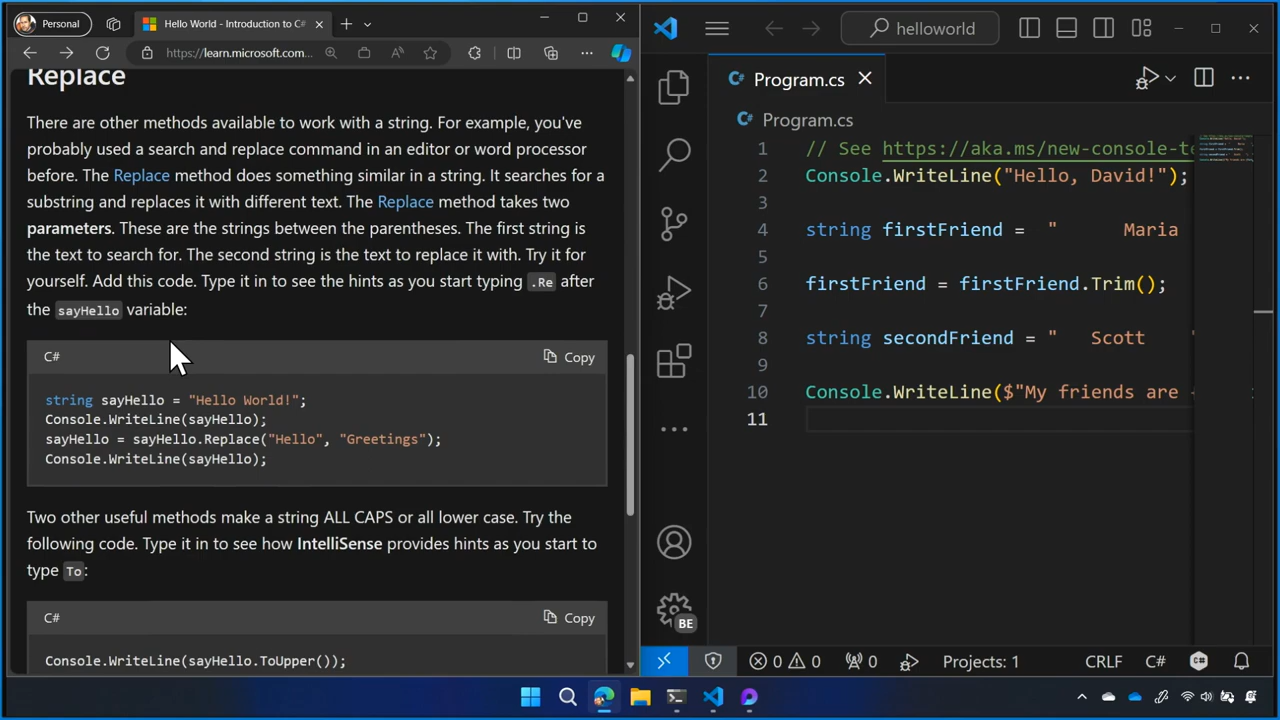 Personal
Hello World - Introduction to C#
https://learn.microsoft.com...
Replace
There are other methods available to work with a string. For example, you've
probably used a search and replace command in an editor or word processor
before. The Replace method does something similar in a string. It searches for a
substring and replaces it with different text. The Replace method takes two
parameters. These are the strings between the parentheses. The first string is
the text to search for. The second string is the text to replace it with. Try it for
yourself. Add this code. Type it in to see the hints as you start typing .Re after
the sayHello variable:
C#
Copy
string sayHello = "Hello World!";
Console.WriteLine(sayHello);
sayHello = sayHello.Replace("Hello", "Greetings");
Console.WriteLine(sayHello);
Two other useful methods make a string ALL CAPS or all lower case. Try the
following code. Type it in to see how IntelliSense provides hints as you start to
type To:
C#
Copy
Console.WriteLine(sayHello.ToUpper());
helloworld
C# Program.cs
C# Program.cs
1 // See https://aka.ms/new-console-te
2 Console.WriteLine("Hello, David!");
3
4 string firstFriend = "      Maria
5
6 firstFriend = firstFriend.Trim();
7
8 string secondFriend = "   Scott    "
9
10 Console.WriteLine($"My friends are
11
BE
0 0 0 Projects: 1 CRLF C#